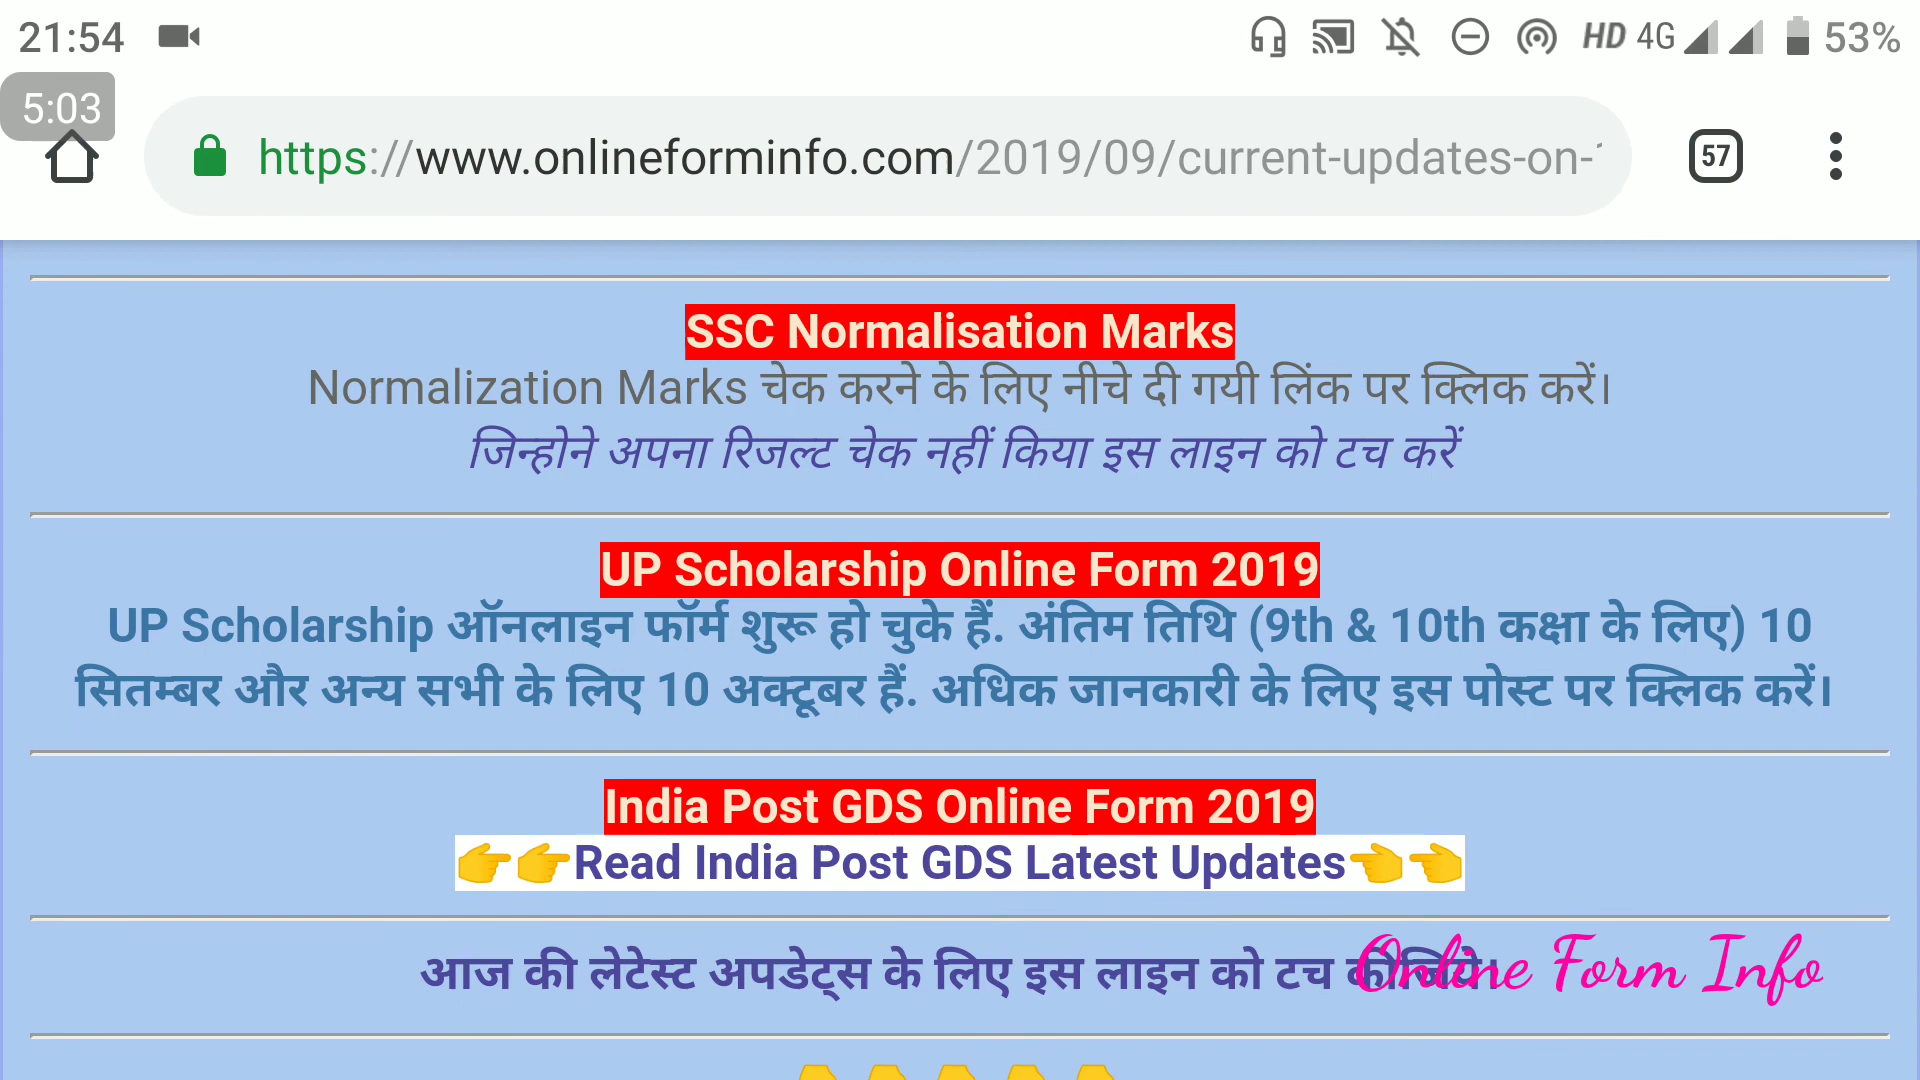 21:54
HD 4G 53%
5:03
https://www.onlineforminfo.com/2019/09/current-updates-on-
57
SSC Normalisation Marks
Normalization Marks चेक करने के लिए नीचे दी गयी लिंक पर क्लिक करें।
जिन्होने अपना रिजल्ट चेक नहीं किया इस लाइन को टच करें
UP Scholarship Online Form 2019
UP Scholarship ऑनलाइन फॉर्म शुरू हो चुके हैं. अंतिम तिथि (9th & 10th कक्षा के लिए) 10
सितम्बर और अन्य सभी के लिए 10 अक्टूबर हैं. अधिक जानकारी के लिए इस पोस्ट पर क्लिक करें।
India Post GDS Online Form 2019
👉👉Read India Post GDS Latest Updates👈👈
आज की लेटेस्ट अपडेट्स के लिए इस लाइन को टच कीजिये।
Online Form Info